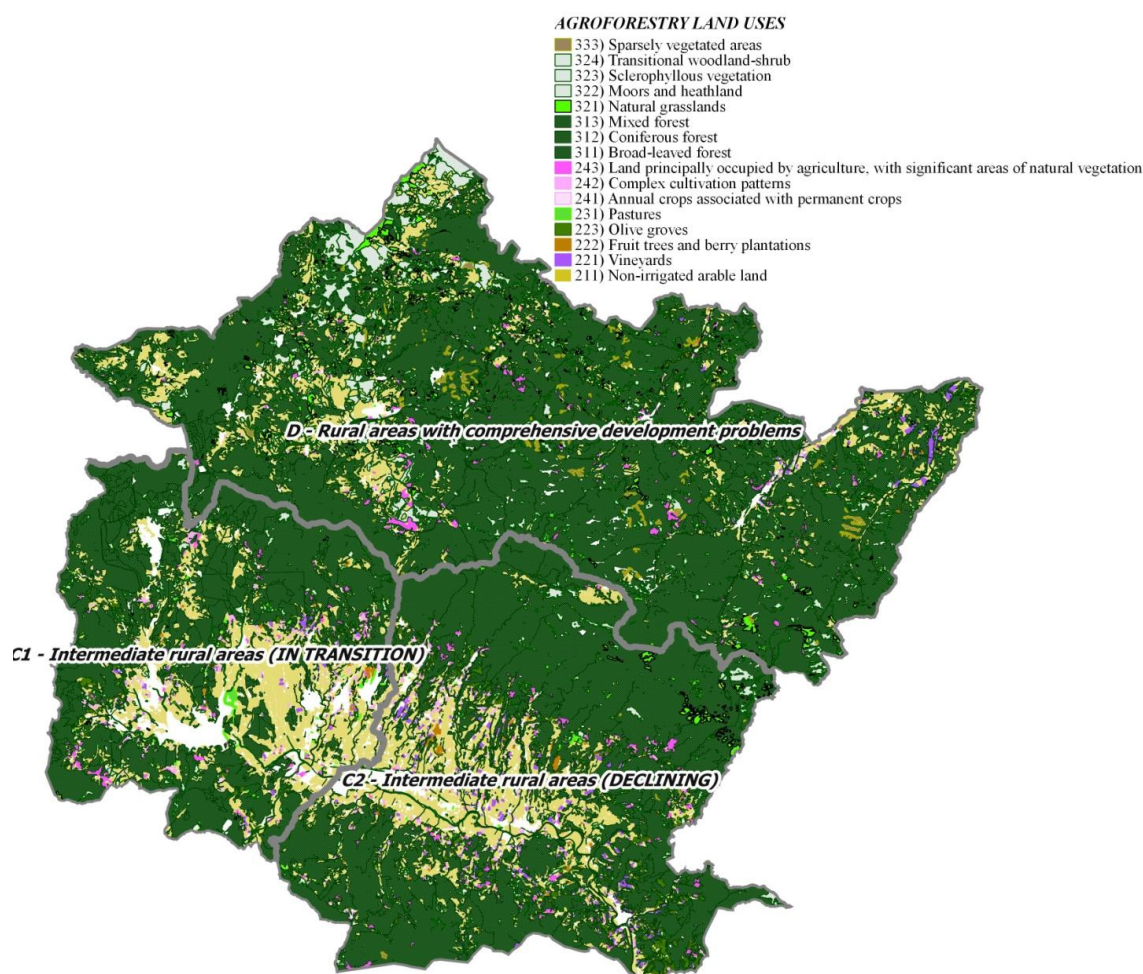 AGROFORESTRY LAND USES
333) Sparsely vegetated areas
324) Transitional woodland-shrub
323) Sclerophyllous vegetation
322) Moors and heathland
321) Natural grasslands
313) Mixed forest
312) Coniferous forest
311) Broad-leaved forest
243) Land principally occupied by agriculture, with significant areas of natural vegetation
242) Complex cultivation patterns
241) Annual crops associated with permanent crops
231) Pastures
223) Olive groves
222) Fruit trees and berry plantations
221) Vineyards
211) Non-irrigated arable land
D - Rural areas with comprehensive development problems
C1 - Intermediate rural areas (IN TRANSITION)
C2 - Intermediate rural areas (DECLINING)